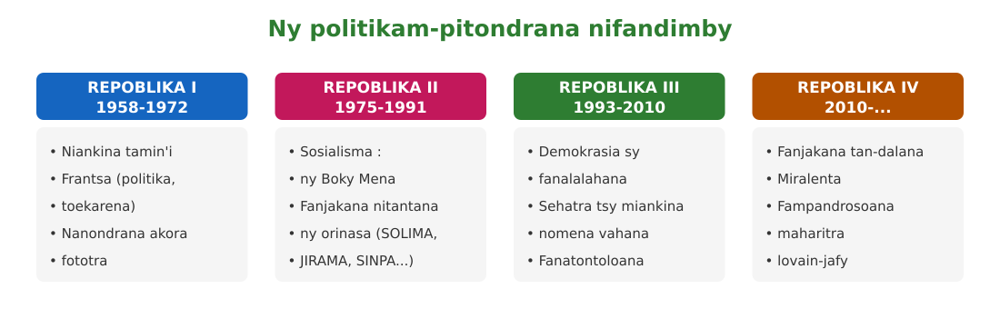 Ny politikam-pitondrana nifandimby
REPOBLIKA I
1958-1972
• Niankina tamin'i
• Frantsa (politika,
• toekarena)
• Nanondrana akora
• fototra
REPOBLIKA II
1975-1991
• Sosialisma :
• ny Boky Mena
• Fanjakana nitantana
• ny orinasa (SOLIMA,
• JIRAMA, SINPA...)
REPOBLIKA III
1993-2010
• Demokrasia sy
• fanalalahana
• Sehatra tsy miankina
• nomena vahana
• Fanatontoloana
REPOBLIKA IV
2010-...
• Fanjakana tan-dalana
• Miralenta
• Fampandrosoana
• maharitra
• lovain-jafy